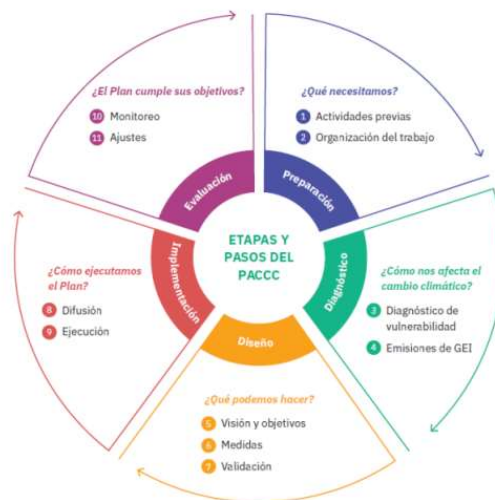 ETAPAS Y
PASOS DEL
PACCC
Preparación
¿Qué necesitamos?
1 Actividades previas
2 Organización del trabajo
Diagnóstico
¿Cómo nos afecta el
cambio climático?
3 Diagnóstico de
vulnerabilidad
4 Emisiones de GEI
Diseño
¿Qué podemos hacer?
5 Visión y objetivos
6 Medidas
7 Validación
Implementación
¿Cómo ejecutamos
el Plan?
8 Difusión
9 Ejecución
Evaluación
¿El Plan cumple sus objetivos?
10 Monitoreo
11 Ajustes